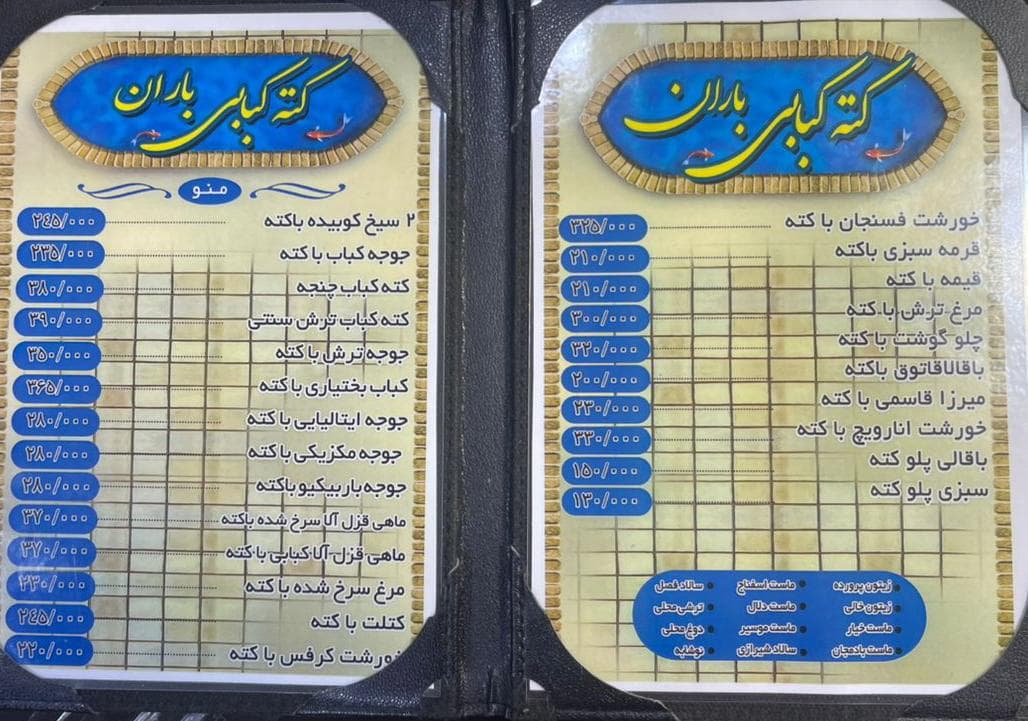 کته کبابی باران
منو
۲ سیخ کوبیده باکته ۲۴۵/۰۰۰
جوجه کباب با کته ۲۳۵/۰۰۰
کته کباب چنجه ۳۸۰/۰۰۰
کته کباب ترش سنتی ۳۹۰/۰۰۰
جوجه ترش با کته ۳۵۰/۰۰۰
کباب بختیاری با کته ۳۶۵/۰۰۰
جوجه ایتالیایی با کته ۲۸۰/۰۰۰
جوجه مکزیکی با کته ۲۸۰/۰۰۰
جوجه باربیکیو باکته ۲۸۰/۰۰۰
ماهی قزل آلا سرخ شده باکته ۳۷۰/۰۰۰
ماهی قزل آلا کبابی با کته ۳۷۰/۰۰۰
مرغ سرخ شده با کته ۲۳۰/۰۰۰
کتلت با کته ۲۴۵/۰۰۰
خورشت کرفس با کته ۲۲۰/۰۰۰
کته کبابی باران
خورشت فسنجان با کته ۳۲۵/۰۰۰
قرمه سبزی باکته ۲۱۰/۰۰۰
قیمه با کته ۲۱۰/۰۰۰
مرغ ترش با کته ۳۰۰/۰۰۰
چلو گوشت با کته ۳۲۰/۰۰۰
باقالاقاتوق باکته ۲۰۰/۰۰۰
میرزا قاسمی با کته ۲۳۰/۰۰۰
خورشت انارویچ با کته ۳۳۰/۰۰۰
باقالی پلو کته ۱۵۰/۰۰۰
سبزی پلو کته ۱۳۰/۰۰۰
زیتون پرورده • ماست اسفناج • سالاد فصل •
زیتون خالی • ماست دلال • ترشی محلی •
ماست خیار • ماست موسیر • دوغ محلی •
ماست بادمجان • سالاد شیرازی • نوشابه •